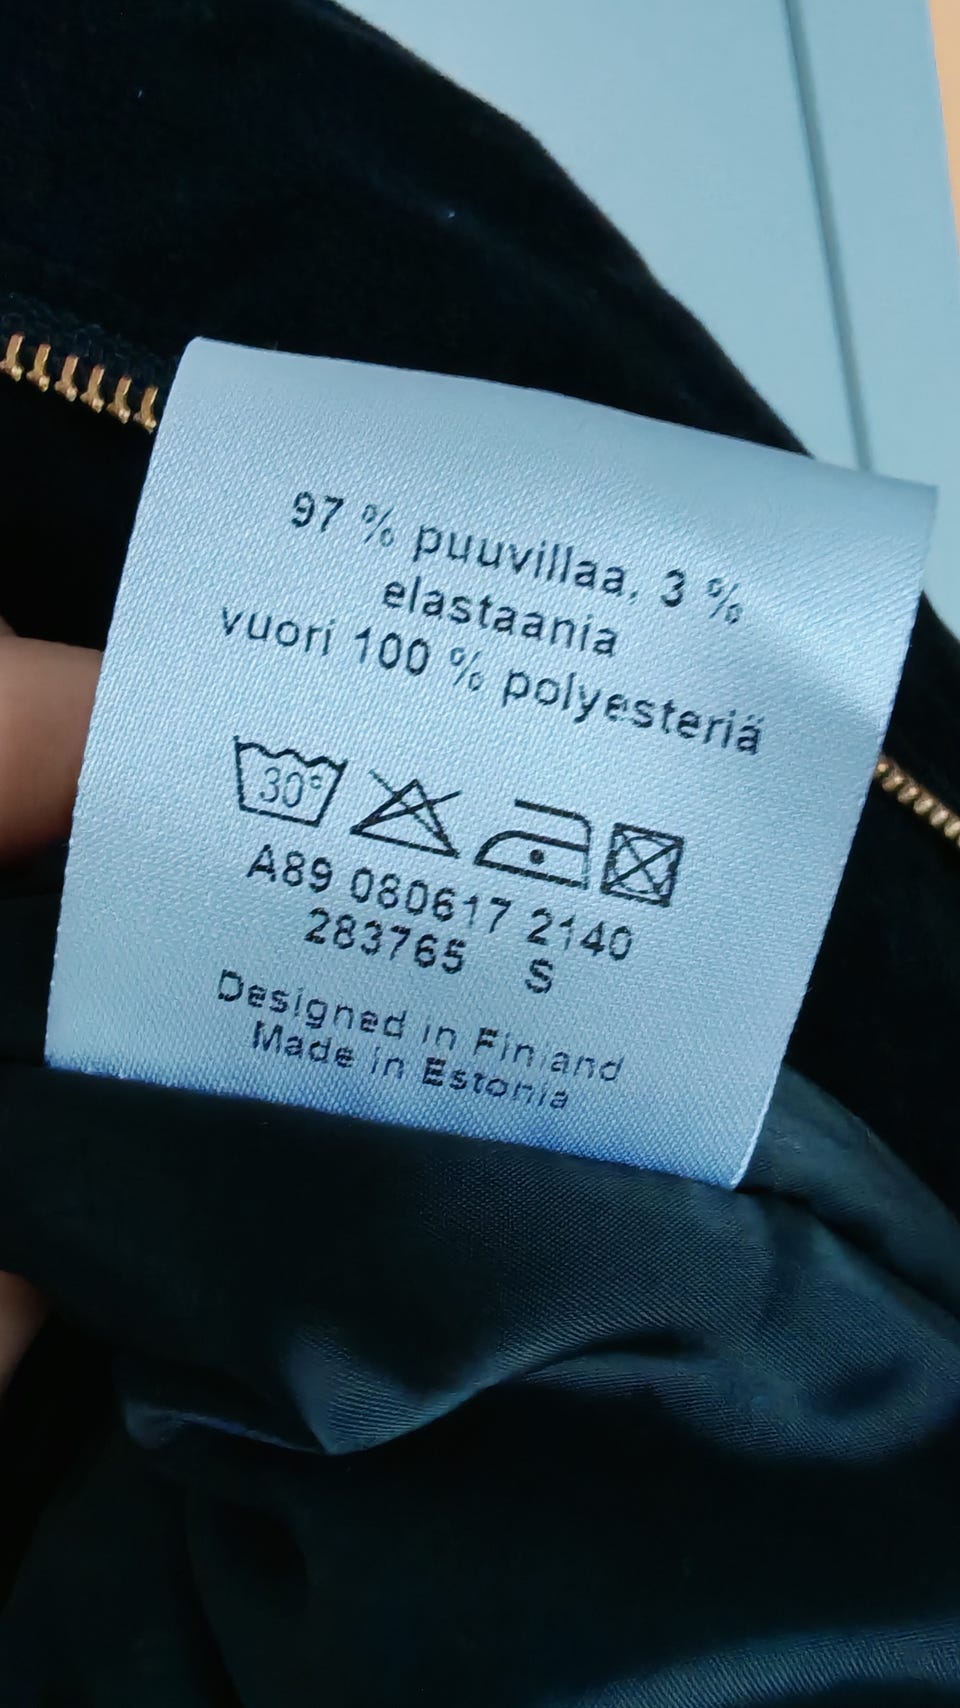 97 % puuvillaa, 3 %
elastaania
vuori 100 % polyesteriä
30°
A89 080617 2140
283765 S
Designed in Finland
Made in Estonia